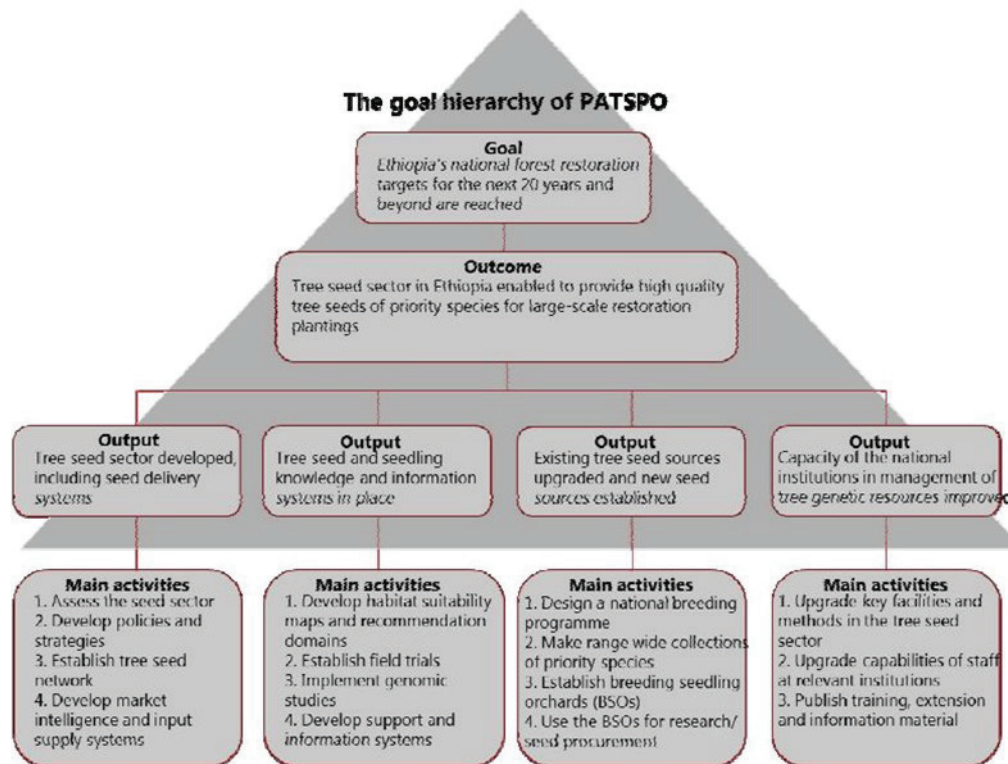 The goal hierarchy of PATSPO
Goal
Ethiopia's national forest restoration
targets for the next 20 years and
beyond are reached
Outcome
Tree seed sector in Ethiopia enabled to provide high quality
tree seeds of priority species for large-scale restoration
plantings
Output
Tree seed sector developed,
including seed delivery
systems
Output
Tree seed and seedling
knowledge and information
systems in place
Output
Existing tree seed sources
upgraded and new seed
sources established
Output
Capacity of the national
institutions in management of
tree genetic resources improved
Main activities
1. Assess the seed sector
2. Develop policies and
strategies
3. Establish tree seed
network
4. Develop market
intelligence and input
supply systems
Main activities
1. Develop habitat suitability
maps and recommendation
domains
2. Establish field trials
3. Implement genomic
studies
4. Develop support and
information systems
Main activities
1. Design a national breeding
programme
2. Make range wide collections
of priority species
3. Establish breeding seedling
orchards (BSOs)
4. Use the BSOs for research/
seed procurement
Main activities
1. Upgrade key facilities and
methods in the tree seed
sector
2. Upgrade capabilities of staff
at relevant institutions
3. Publish training, extension
and information material